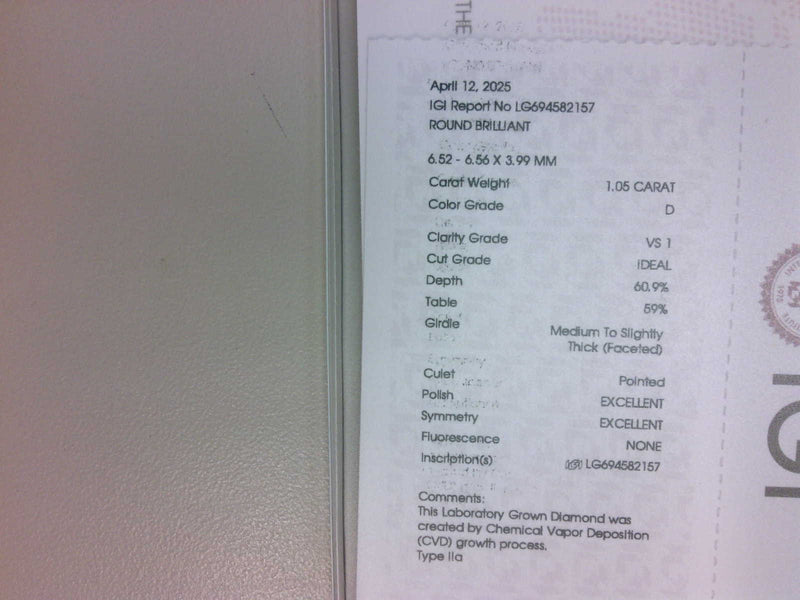 THE
April 12, 2025
IGI Report No LG694582157
ROUND BRILLIANT
6.52 - 6.56 X 3.99 MM
Carat Weight 1.05 CARAT
Color Grade D
Clarity Grade VS 1
Cut Grade IDEAL
Depth 60.9%
Table 59%
Girdle Medium To Slightly
Thick (Faceted)
Culet Pointed
Polish EXCELLENT
Symmetry EXCELLENT
Fluorescence NONE
Inscription(s) LG694582157
Comments:
This Laboratory Grown Diamond was
created by Chemical Vapor Deposition
(CVD) growth process.
Type IIa
IGI